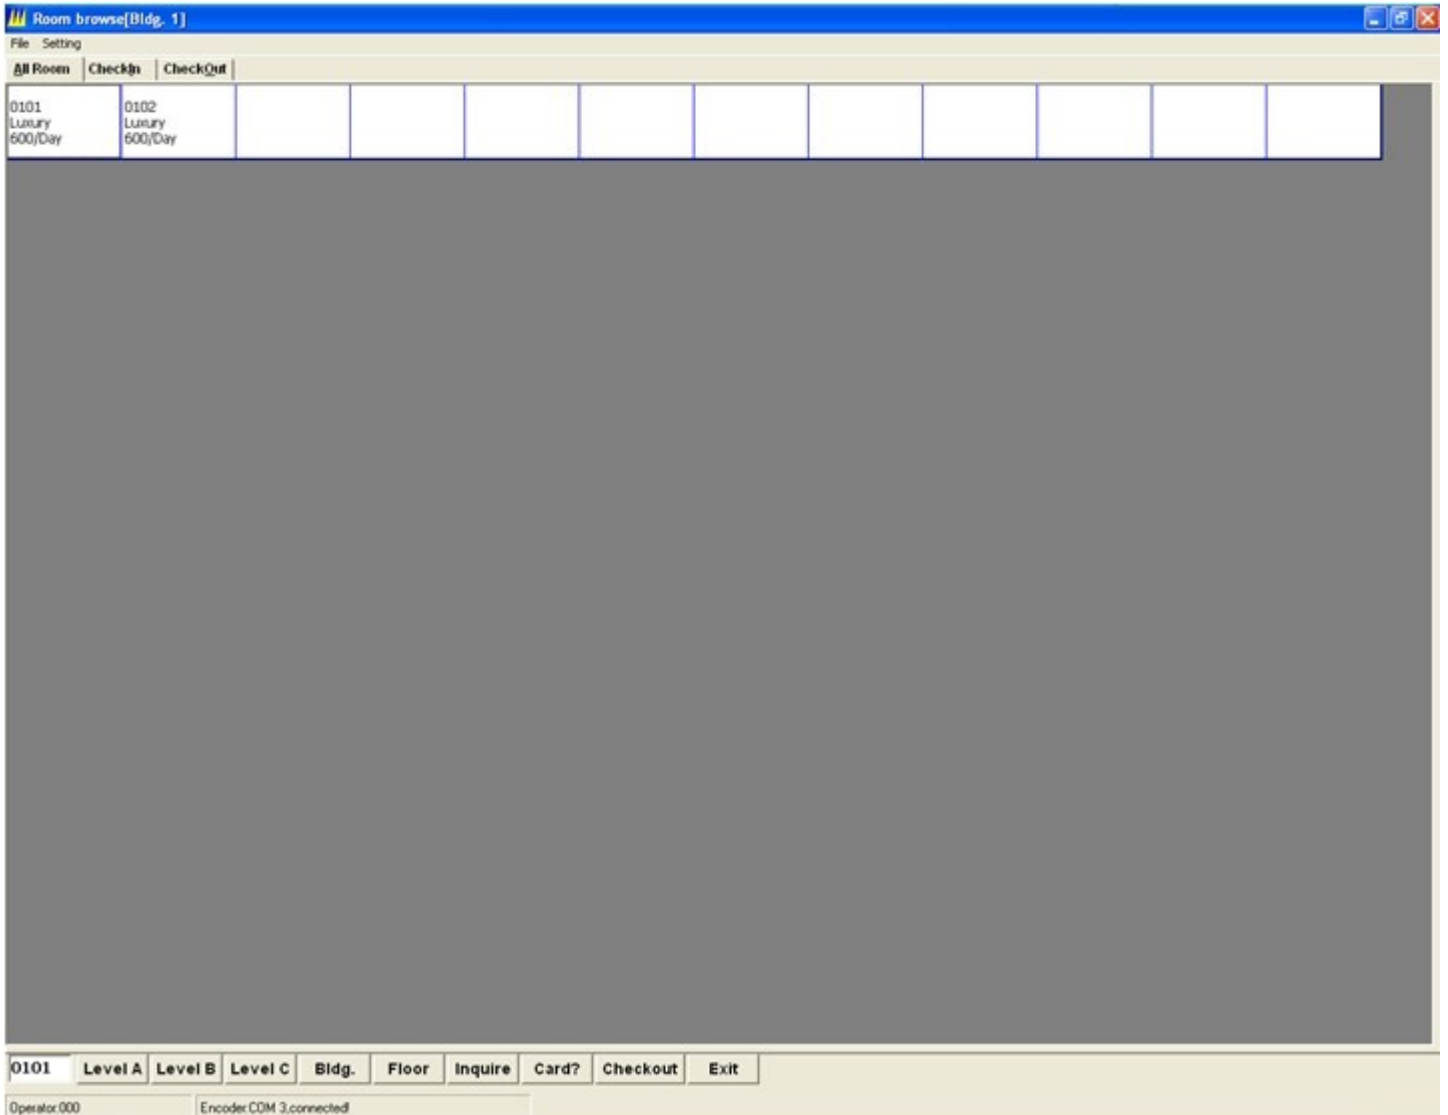 Room browse[Bldg. 1]
File Setting
All Room CheckIn CheckOut
0101 0102
Luxury Luxury
600/Day 600/Day
0101 Level A Level B Level C Bldg. Floor Inquire Card? Checkout Exit
Operator:000 Encoder:COM 3,connected!